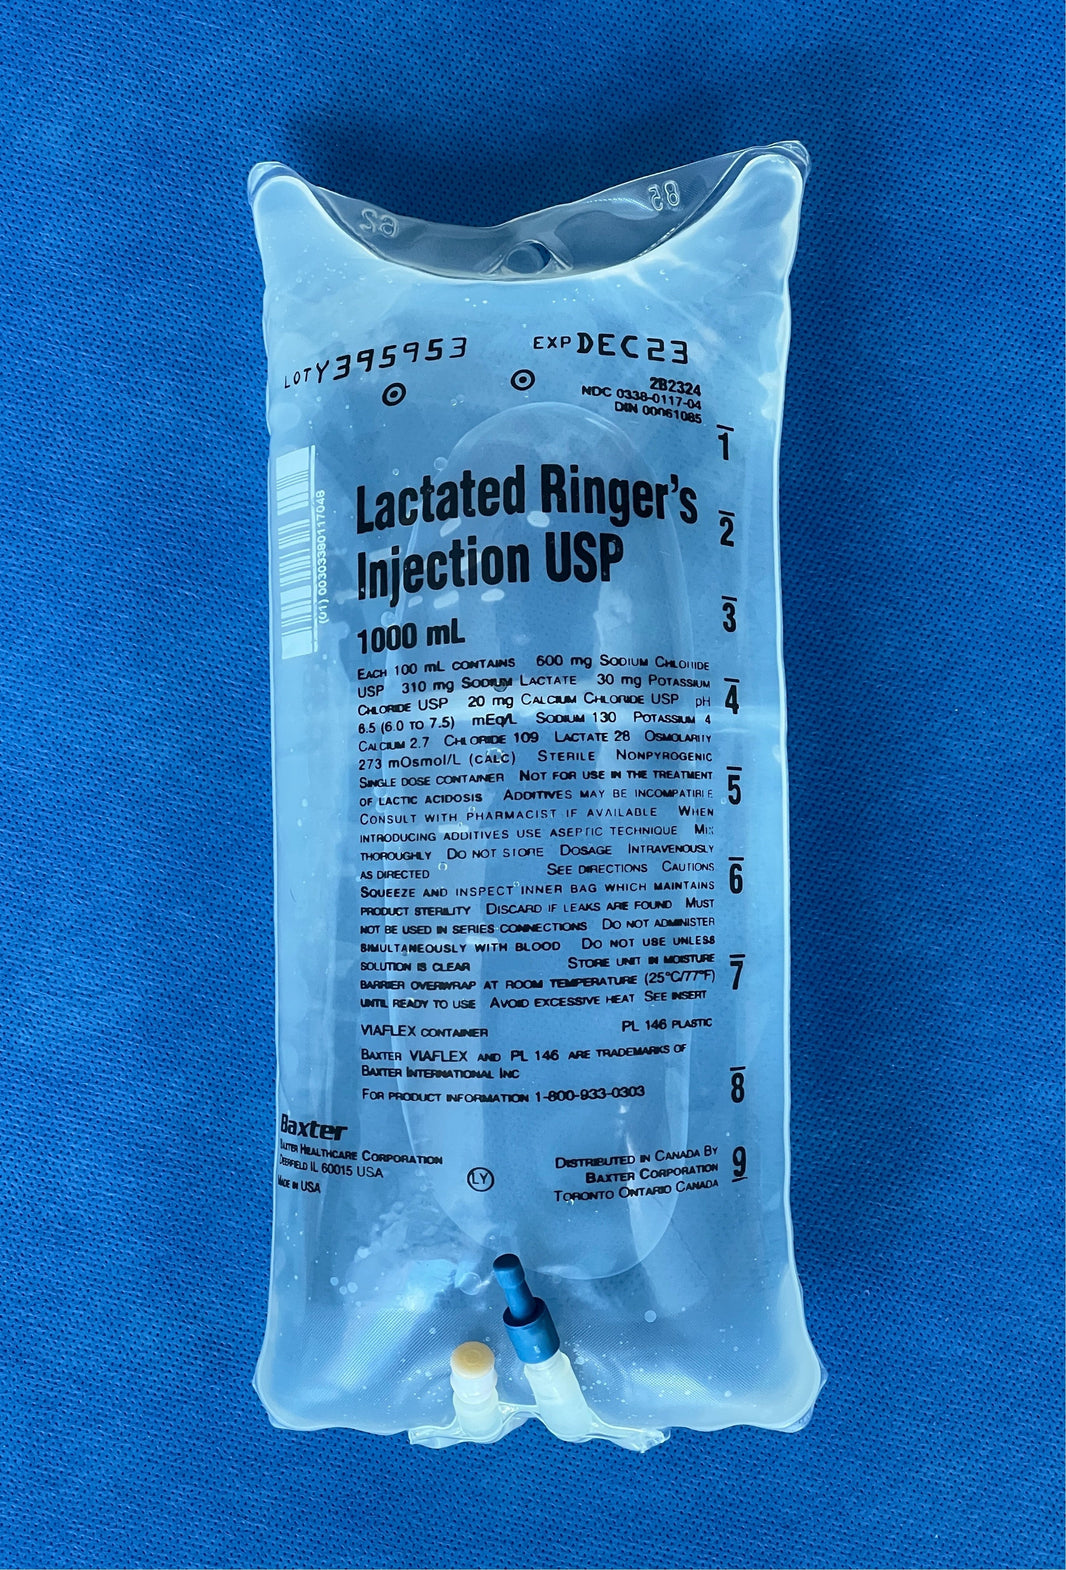 LOT Y395953 EXP DEC 23
2B2324
NDC 0338-0117-04
DIN 00061085
Lactated Ringer's
Injection USP
1000 mL
EACH 100 mL CONTAINS 600 mg SODIUM CHLORIDE
USP 310 mg SODIUM LACTATE 30 mg POTASSIUM
CHLORIDE USP 20 mg CALCIUM CHLORIDE USP pH
6.5 (6.0 TO 7.5) mEq/L SODIUM 130 POTASSIUM 4
CALCIUM 2.7 CHLORIDE 109 LACTATE 28 OSMOLARITY
273 mOsmol/L (CALC) STERILE NONPYROGENIC
SINGLE DOSE CONTAINER NOT FOR USE IN THE TREATMENT
OF LACTIC ACIDOSIS ADDITIVES MAY BE INCOMPATIBLE
CONSULT WITH PHARMACIST IF AVAILABLE WHEN
INTRODUCING ADDITIVES USE ASEPTIC TECHNIQUE MIX
THOROUGHLY DO NOT STORE DOSAGE INTRAVENOUSLY
AS DIRECTED SEE DIRECTIONS CAUTIONS
SQUEEZE AND INSPECT INNER BAG WHICH MAINTAINS
PRODUCT STERILITY DISCARD IF LEAKS ARE FOUND MUST
NOT BE USED IN SERIES CONNECTIONS DO NOT ADMINISTER
SIMULTANEOUSLY WITH BLOOD DO NOT USE UNLESS
SOLUTION IS CLEAR STORE UNIT IN MOISTURE
BARRIER OVERWRAP AT ROOM TEMPERATURE (25°C/77°F)
UNTIL READY TO USE AVOID EXCESSIVE HEAT SEE INSERT
VIAFLEX CONTAINER PL 146 PLASTIC
BAXTER VIAFLEX AND PL 146 ARE TRADEMARKS OF
BAXTER INTERNATIONAL INC
FOR PRODUCT INFORMATION 1-800-933-0303
Baxter
BAXTER HEALTHCARE CORPORATION
DEERFIELD IL 60015 USA
MADE IN USA
LY
DISTRIBUTED IN CANADA BY
BAXTER CORPORATION
TORONTO ONTARIO CANADA
1
2
3
4
5
6
7
8
9
(01) 00303380117048